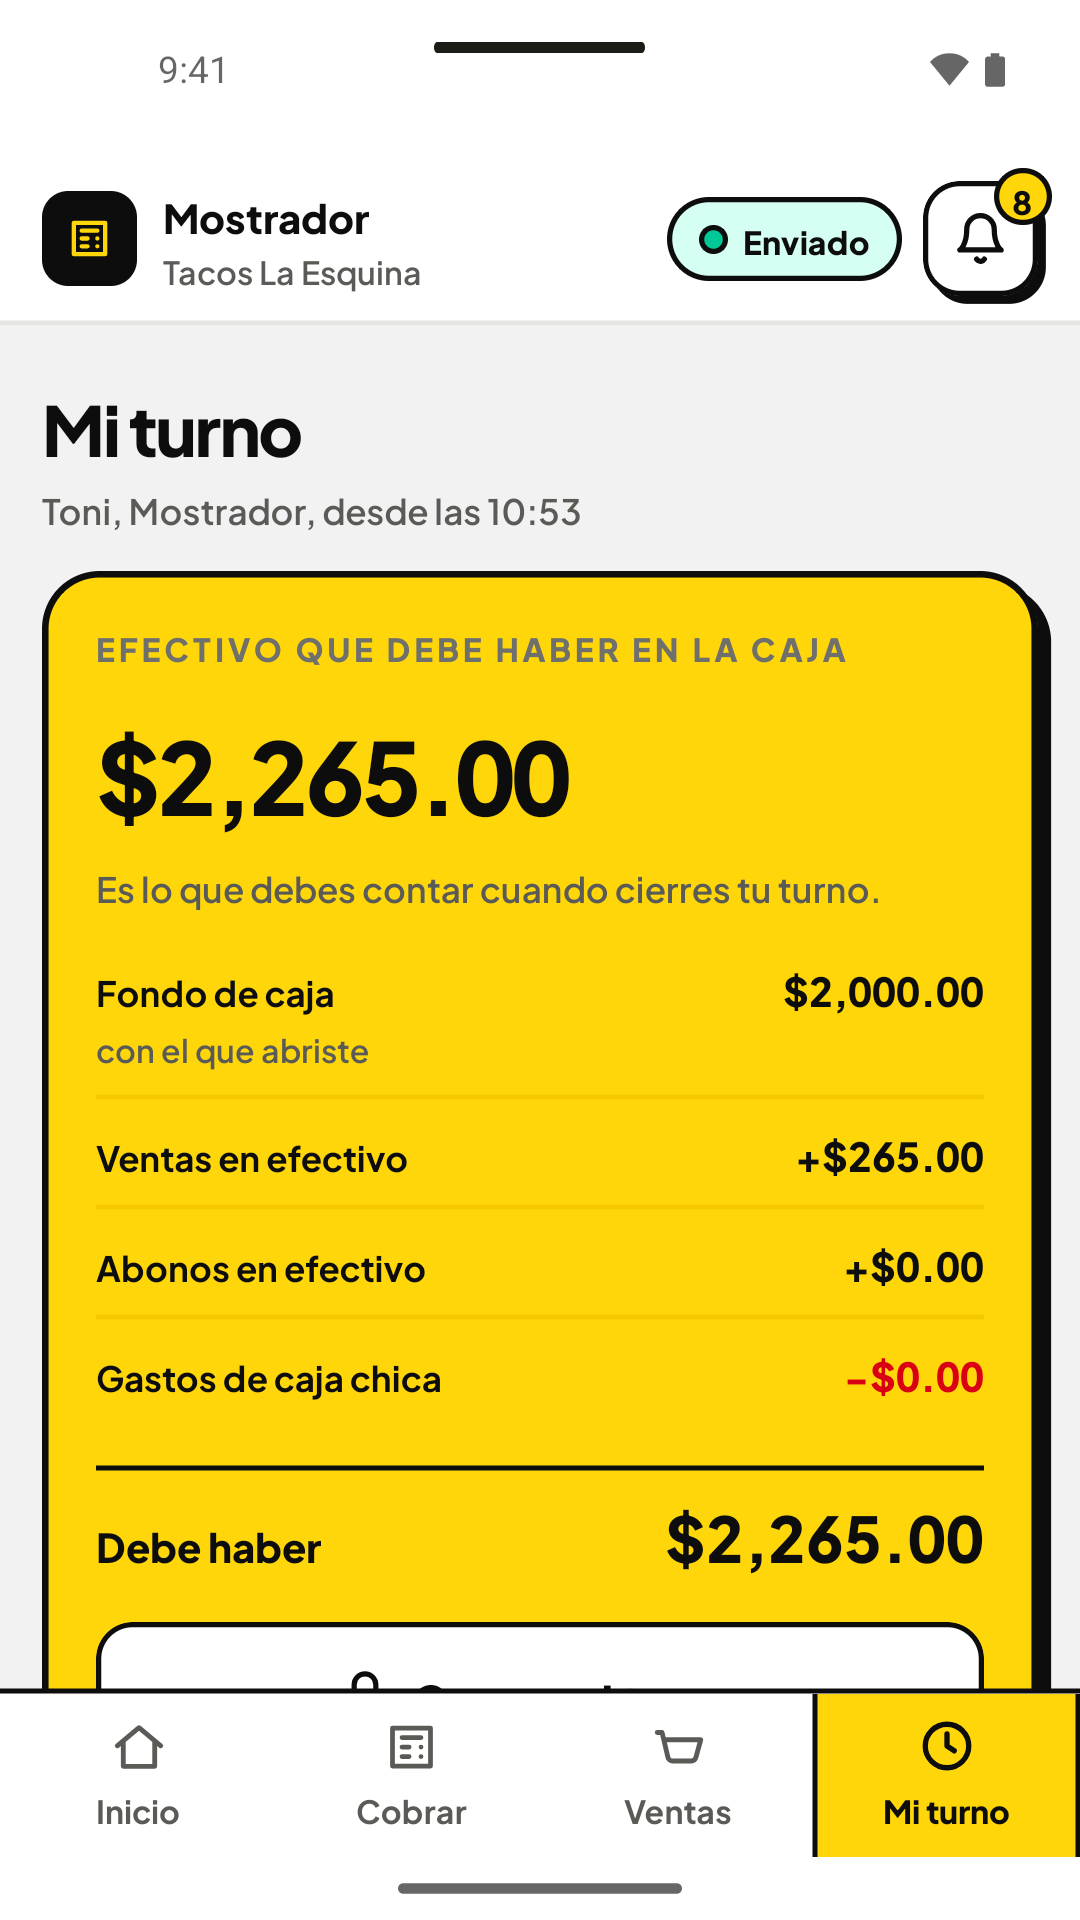 9:41
Mostrador
Tacos La Esquina
Enviado
8
Mi turno
Toni, Mostrador, desde las 10:53
EFECTIVO QUE DEBE HABER EN LA CAJA
$2,265.00
Es lo que debes contar cuando cierres tu turno.
Fondo de caja
$2,000.00
con el que abriste
Ventas en efectivo
+$265.00
Abonos en efectivo
+$0.00
Gastos de caja chica
−$0.00
Debe haber
$2,265.00
Inicio
Cobrar
Ventas
Mi turno